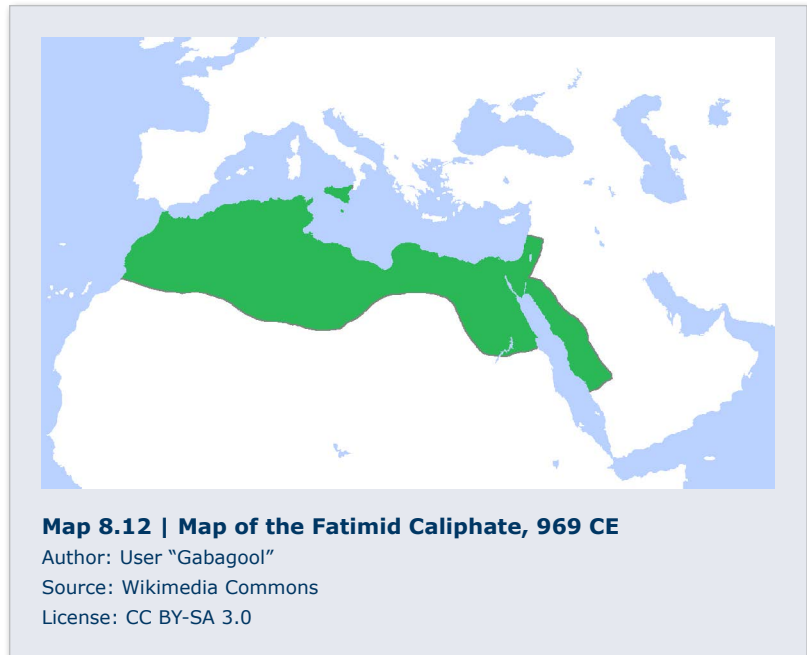 Map 8.12 | Map of the Fatimid Caliphate, 969 CE
Author: User “Gabagool”
Source: Wikimedia Commons
License: CC BY-SA 3.0